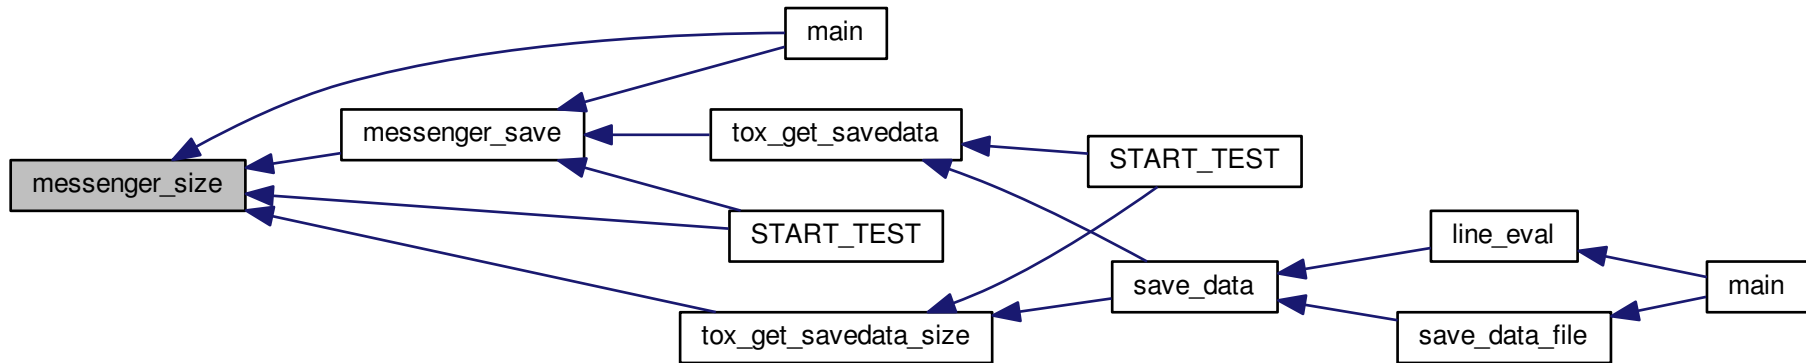 main
messenger_save
tox_get_savedata
START_TEST
messenger_size
START_TEST
line_eval
save_data
main
tox_get_savedata_size
save_data_file